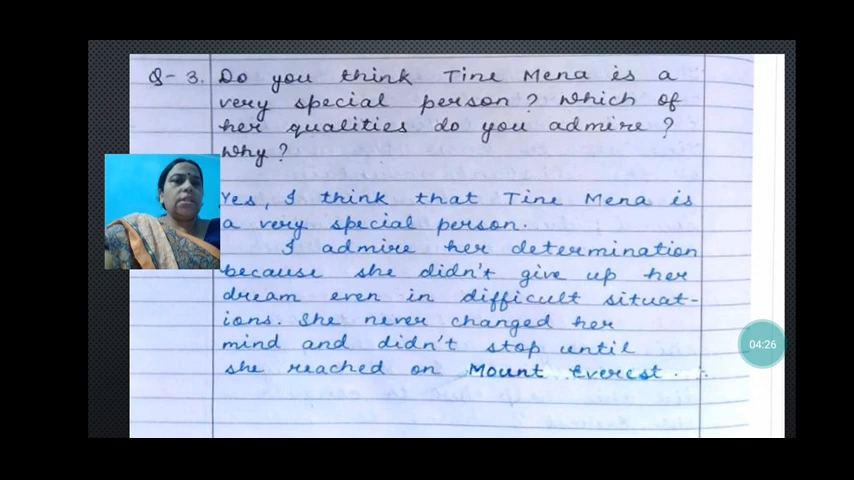 Q- 3. Do you think Tine Mena is a
very special person? Which of
her qualities do you admire?
Why?
Yes, I think that Tine Mena is
a very special person.
I admire her determination
because she didn't give up her
dream even in difficult situat-
ions. She never changed her
mind and didn't stop until
she reached on Mount Everest.
04:26